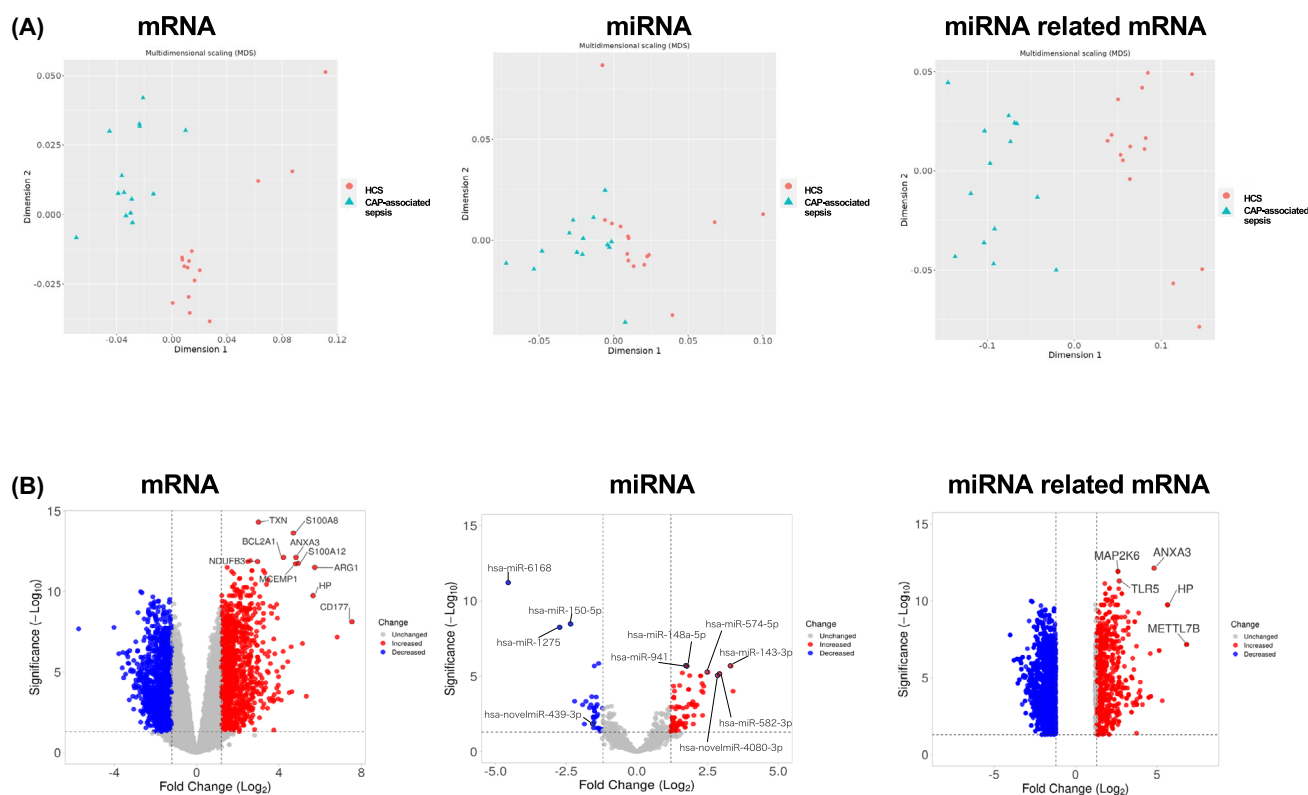 (A)
mRNA
miRNA
miRNA related mRNA
Multidimensional scaling (MDS)
0.050
0.025
0.000
-0.025
Dimension 2
-0.04
0.00
0.04
0.08
0.12
Dimension 1
HCS
CAP-associated
sepsis
Multidimensional scaling (MDS)
0.05
0.00
Dimension 2
-0.05
0.00
0.05
0.10
Dimension 1
HCS
CAP-associated
sepsis
Multidimensional scaling (MDS)
0.05
0.00
-0.05
Dimension 2
-0.1
0.0
0.1
Dimension 1
HCS
CAP-associated
sepsis
(B)
mRNA
miRNA
miRNA related mRNA
15
10
5
0
Significance (−Log10)
TXN
S100A8
BCL2A1
ANXA3
S100A12
NDUFB3
MCEMP1
ARG1
HP
CD177
-4
0
4
8
Fold Change (Log2)
Change
Unchanged
Increased
Decreased
15
10
5
0
Significance (−Log10)
hsa-miR-6168
hsa-miR-150-5p
hsa-miR-1275
hsa-miR-148a-5p
hsa-miR-574-5p
hsa-miR-941
hsa-miR-143-3p
hsa-novelmiR-439-3p
hsa-miR-582-3p
hsa-novelmiR-4080-3p
-5.0
-2.5
0.0
2.5
5.0
Fold Change (Log2)
Change
Unchanged
Increased
Decreased
15
10
5
0
Significance (−Log10)
MAP2K6
ANXA3
TLR5
HP
METTL7B
-5
0
5
Fold Change (Log2)
Change
Unchanged
Increased
Decreased